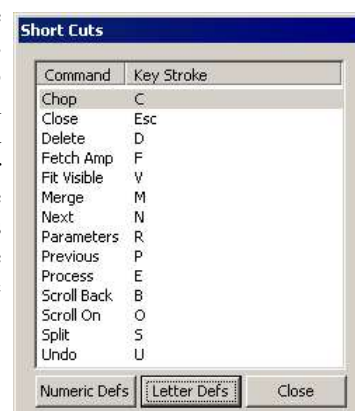 Short Cuts
Command Key Stroke
Chop C
Close Esc
Delete D
Fetch Amp F
Fit Visible V
Merge M
Next N
Parameters R
Previous P
Process E
Scroll Back B
Scroll On O
Split S
Undo U
Numeric Defs Letter Defs Close